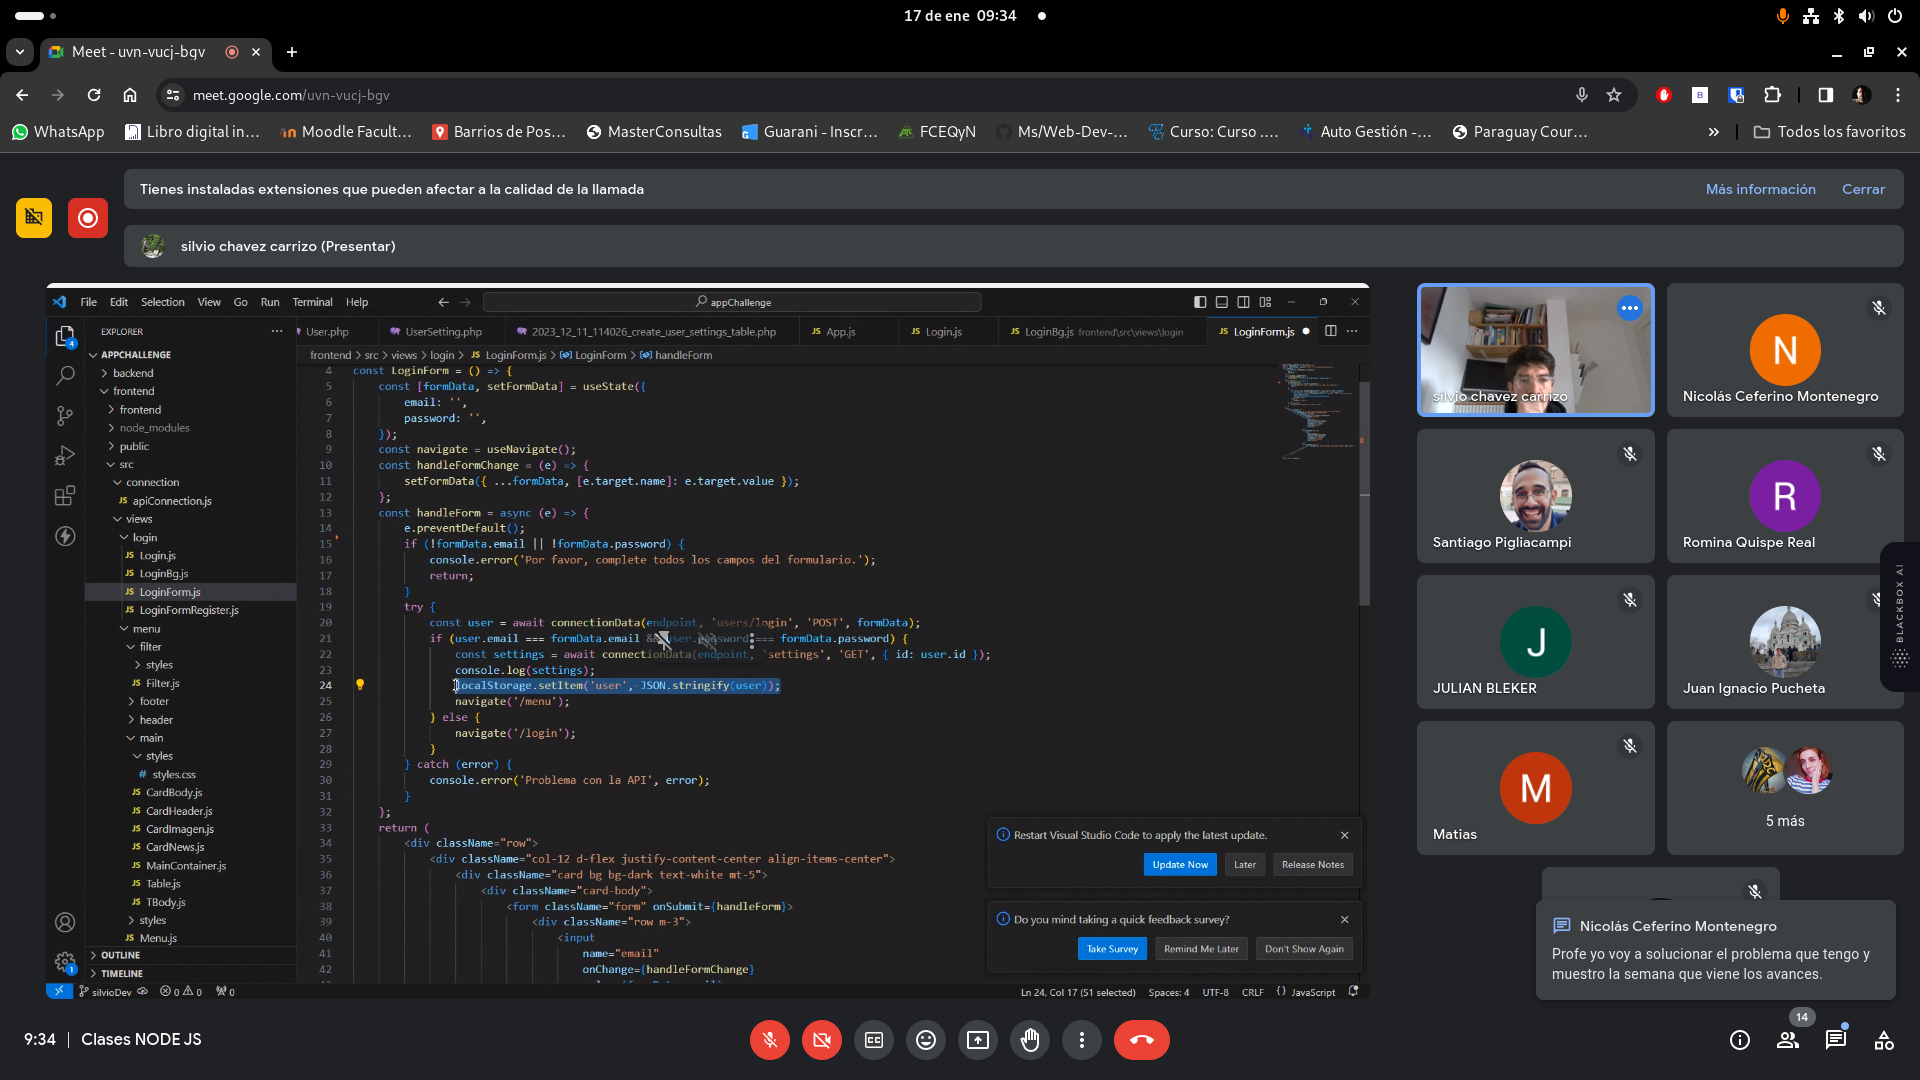 17 de ene 09:34
Meet - uvn-vucj-bgv
meet.google.com/uvn-vucj-bgv
WhatsApp
Libro digital in...
Moodle Facult...
Barrios de Pos...
MasterConsultas
Guarani - Inscr...
FCEQyN
Ms/Web-Dev-...
Curso: Curso ....
Auto Gestión -...
Paraguay Cour...
Todos los favoritos
Tienes instaladas extensiones que pueden afectar a la calidad de la llamada
Más información
Cerrar
silvio chavez carrizo (Presentar)
File Edit Selection View Go Run Terminal Help
appChallenge
EXPLORER
User.php
UserSetting.php
2023_12_11_114026_create_user_settings_table.php
App.js
Login.js
LoginBg.js frontend\src\views\login
LoginForm.js
frontend > src > views > login > LoginForm.js > LoginForm > handleForm
APPCHALLENGE
backend
frontend
frontend
node_modules
public
src
connection
apiConnection.js
views
login
Login.js
LoginBg.js
LoginForm.js
LoginFormRegister.js
menu
filter
styles
Filter.js
footer
header
main
styles
styles.css
CardBody.js
CardHeader.js
CardImagen.js
CardNews.js
MainContainer.js
Table.js
TBody.js
styles
Menu.js
OUTLINE
TIMELINE
4 const LoginForm = () => {
5 const [formData, setFormData] = useState({
6 email: '',
7 password: '',
8 });
9 const navigate = useNavigate();
10 const handleFormChange = (e) => {
11 setFormData({ ...formData, [e.target.name]: e.target.value });
12 };
13 const handleForm = async (e) => {
14 e.preventDefault();
15 if (!formData.email || !formData.password) {
16 console.error('Por favor, complete todos los campos del formulario.');
17 return;
18 }
19 try {
20 const user = await connectionData(endpoint, 'users/login', 'POST', formData);
21 if (user.email === formData.email && user.password === formData.password) {
22 const settings = await connectionData(endpoint, 'settings', 'GET', { id: user.id });
23 console.log(settings);
24 localStorage.setItem('user', JSON.stringify(user));
25 navigate('/menu');
26 } else {
27 navigate('/login');
28 }
29 } catch (error) {
30 console.error('Problema con la API', error);
31 }
32 };
33 return (
34 <div className="row">
35 <div className="col-12 d-flex justify-content-center align-items-center">
36 <div className="card bg bg-dark text-white mt-5">
37 <div className="card-body">
38 <form className="form" onSubmit={handleForm}>
39 <div className="row m-3">
40 <input
41 name="email"
42 onChange={handleFormChange}
Restart Visual Studio Code to apply the latest update.
Update Now
Later
Release Notes
Do you mind taking a quick feedback survey?
Take Survey
Remind Me Later
Don't Show Again
silvioDev
0 0
0
Ln 24, Col 17 (51 selected)
Spaces: 4
UTF-8
CRLF
{} JavaScript
silvio chavez carrizo
N
Nicolás Ceferino Montenegro
Santiago Pigliacampi
R
Romina Quispe Real
J
JULIAN BLEKER
Juan Ignacio Pucheta
M
Matias
5 más
BLACKBOX AI
Nicolás Ceferino Montenegro
Profe yo voy a solucionar el problema que tengo y
muestro la semana que viene los avances.
9:34 | Clases NODE JS
14